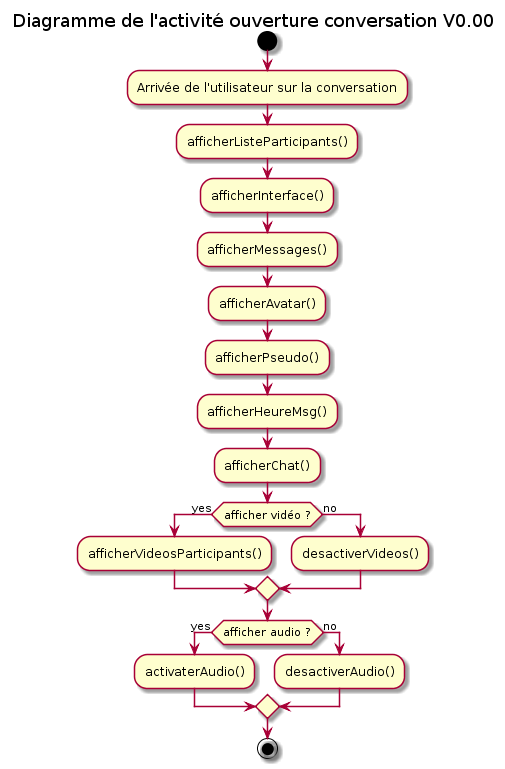 Diagramme de l'activité ouverture conversation V0.00
Arrivée de l'utilisateur sur la conversation
afficherListeParticipants()
afficherInterface()
afficherMessages()
afficherAvatar()
afficherPseudo()
afficherHeureMsg()
afficherChat()
yes afficher vidéo ? no
afficherVideosParticipants() desactiverVideos()
yes afficher audio ? no
activaterAudio() desactiverAudio()